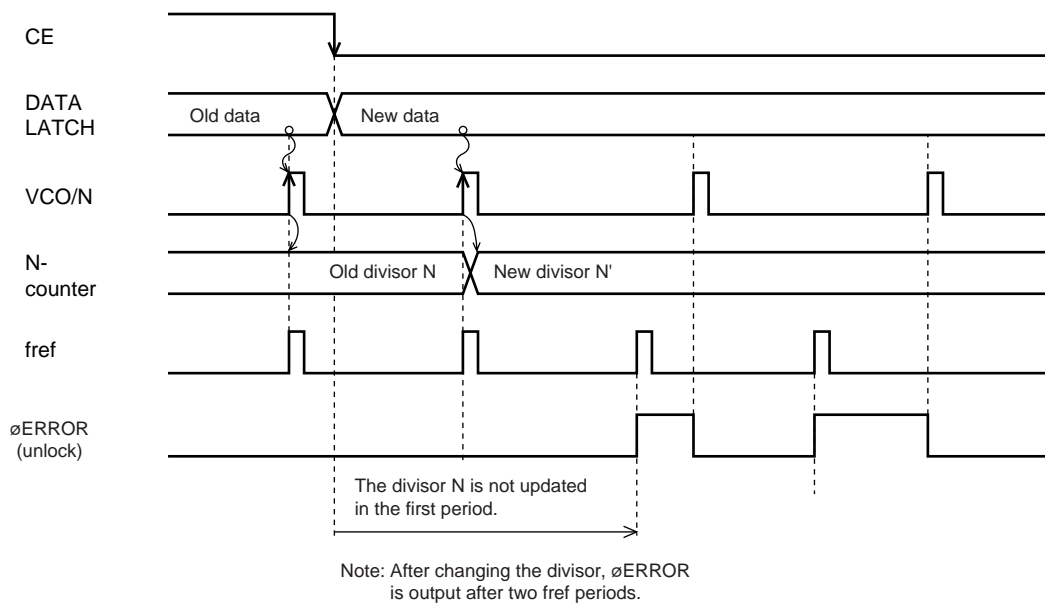 CE
DATA
LATCH
Old data
New data
VCO/N
N-
counter
Old divisor N
New divisor N'
fref
øERROR
(unlock)
The divisor N is not updated
in the first period.
Note: After changing the divisor, øERROR
is output after two fref periods.